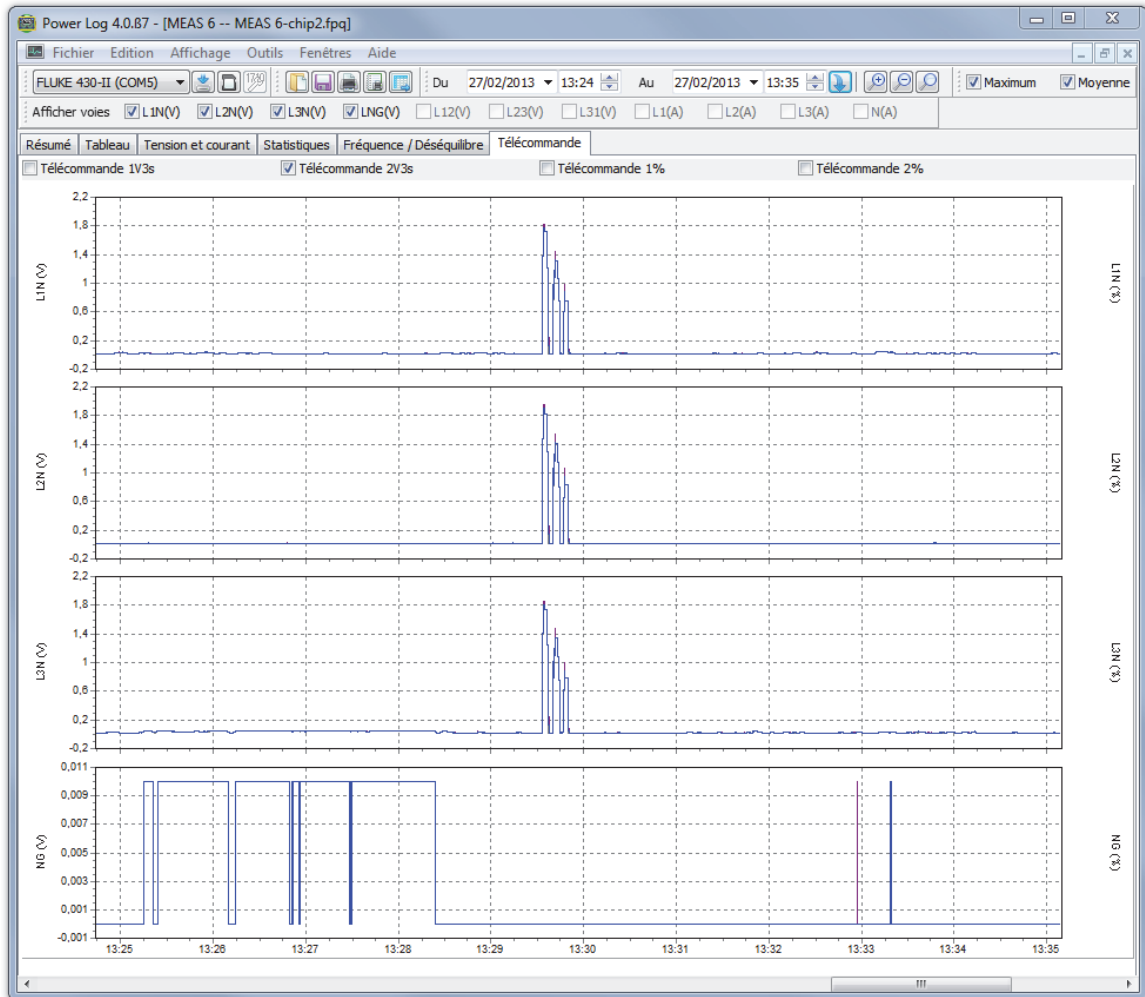 Power Log 4.0.ß7 - [MEAS 6 -- MEAS 6-chip2.fpq]
Fichier Edition Affichage Outils Fenêtres Aide
FLUKE 430-II (COM5) Du 27/02/2013 13:24 Au 27/02/2013 13:35 Maximum Moyenne
Afficher voies L1N(V) L2N(V) L3N(V) LNG(V) L12(V) L23(V) L31(V) L1(A) L2(A) L3(A) N(A)
Résumé Tableau Tension et courant Statistiques Fréquence / Déséquilibre Télécommande
Télécommande 1V3s Télécommande 2V3s Télécommande 1% Télécommande 2%
2,2
1,8
1,4
1
0,6
0,2
-0,2
L1N (V)
L1N (%)
2,2
1,8
1,4
1
0,6
0,2
-0,2
L2N (V)
L2N (%)
2,2
1,8
1,4
1
0,6
0,2
-0,2
L3N (V)
L3N (%)
0,011
0,009
0,007
0,005
0,003
0,001
-0,001
NG (V)
NG (%)
13:25 13:26 13:27 13:28 13:29 13:30 13:31 13:32 13:33 13:34 13:35